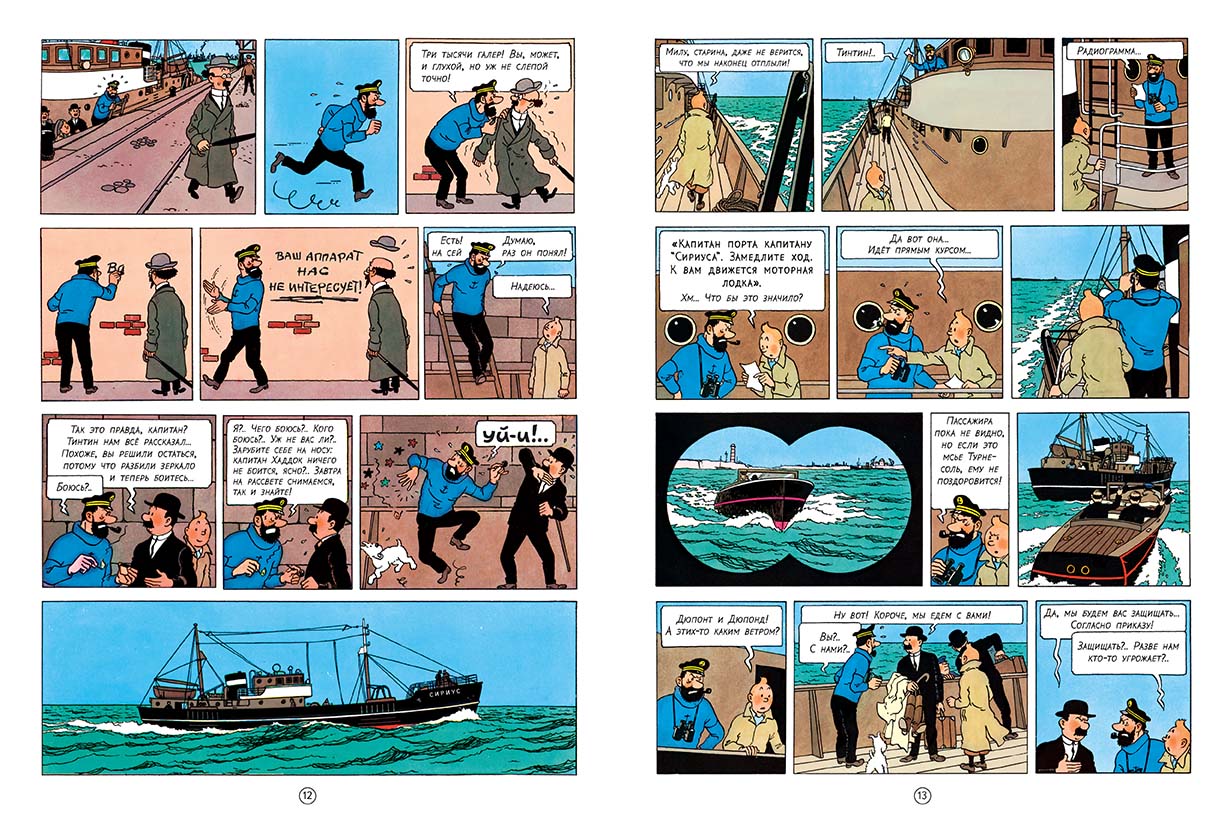 Три тысячи галер! Вы, может,
и глухой, но уж не слепой
точно!
Ва
Ваш аппарат
нас
не интересует!
Есть!
на сей
Думаю,
раз он понял!
Надеюсь...
Так это правда, капитан?
Тинтин нам всё рассказал...
Похоже, вы решили остаться,
потому что разбили зеркало
и теперь боитесь...
Боюсь?..
Я?.. Чего боюсь?.. Кого
боюсь?.. Уж не вас ли?..
Зарубите себе на носу:
капитан Хаддок ничего
не боится, ясно?.. Завтра
на рассвете снимаемся,
так и знайте!
Уй-и!..
Сириус
12
Милу, старина, даже не верится,
что мы наконец отплыли!
Тинтин!..
Радиограмма...
«Капитан порта капитану
"Сириуса". Замедлите ход.
К вам движется моторная
лодка».
Хм... Что бы это значило?
Да вот она...
Идёт прямым курсом...
Пассажира
пока не видно,
но если это
мсье Турне-
соль, ему не
поздоровится!
Дюпонт и Дюпонд!
А этих-то каким ветром?
Ну вот! Короче, мы едем с вами!
Вы?..
С нами?..
Да, мы будем вас защищать...
Согласно приказу!
Защищать?.. Разве нам
кто-то угрожает?..
13